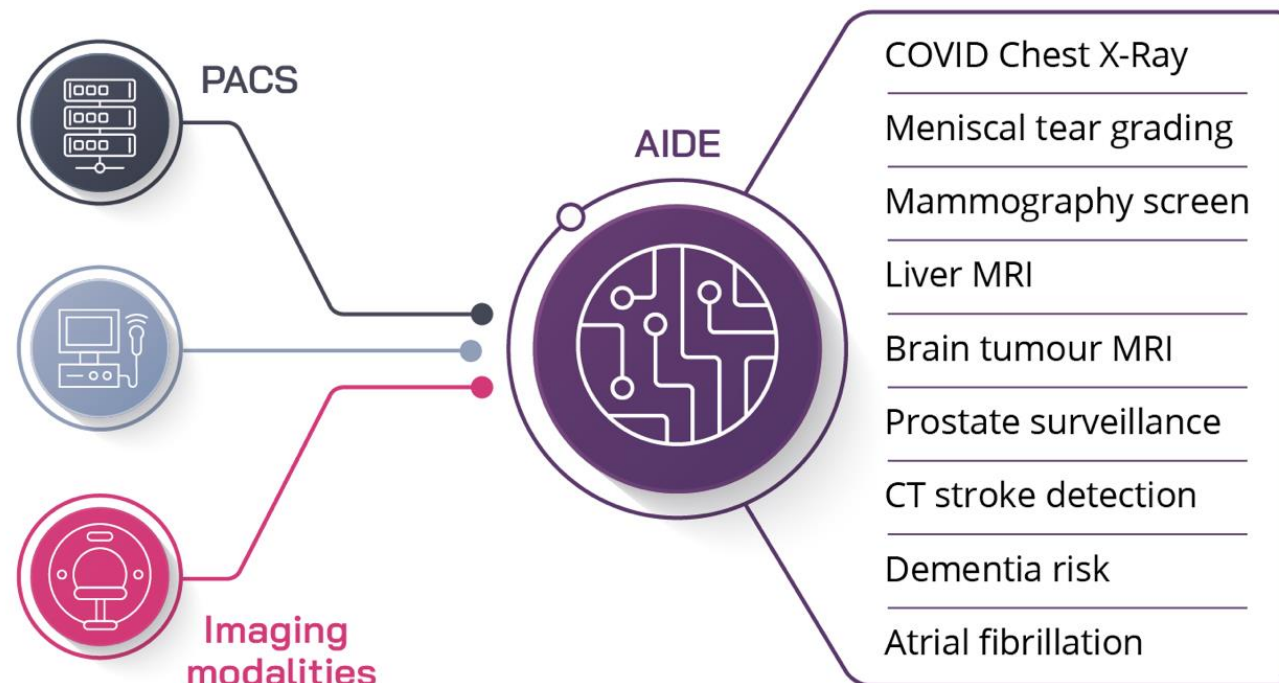 PACS
AIDE
Imaging
modalities
COVID Chest X-Ray
Meniscal tear grading
Mammography screen
Liver MRI
Brain tumour MRI
Prostate surveillance
CT stroke detection
Dementia risk
Atrial fibrillation